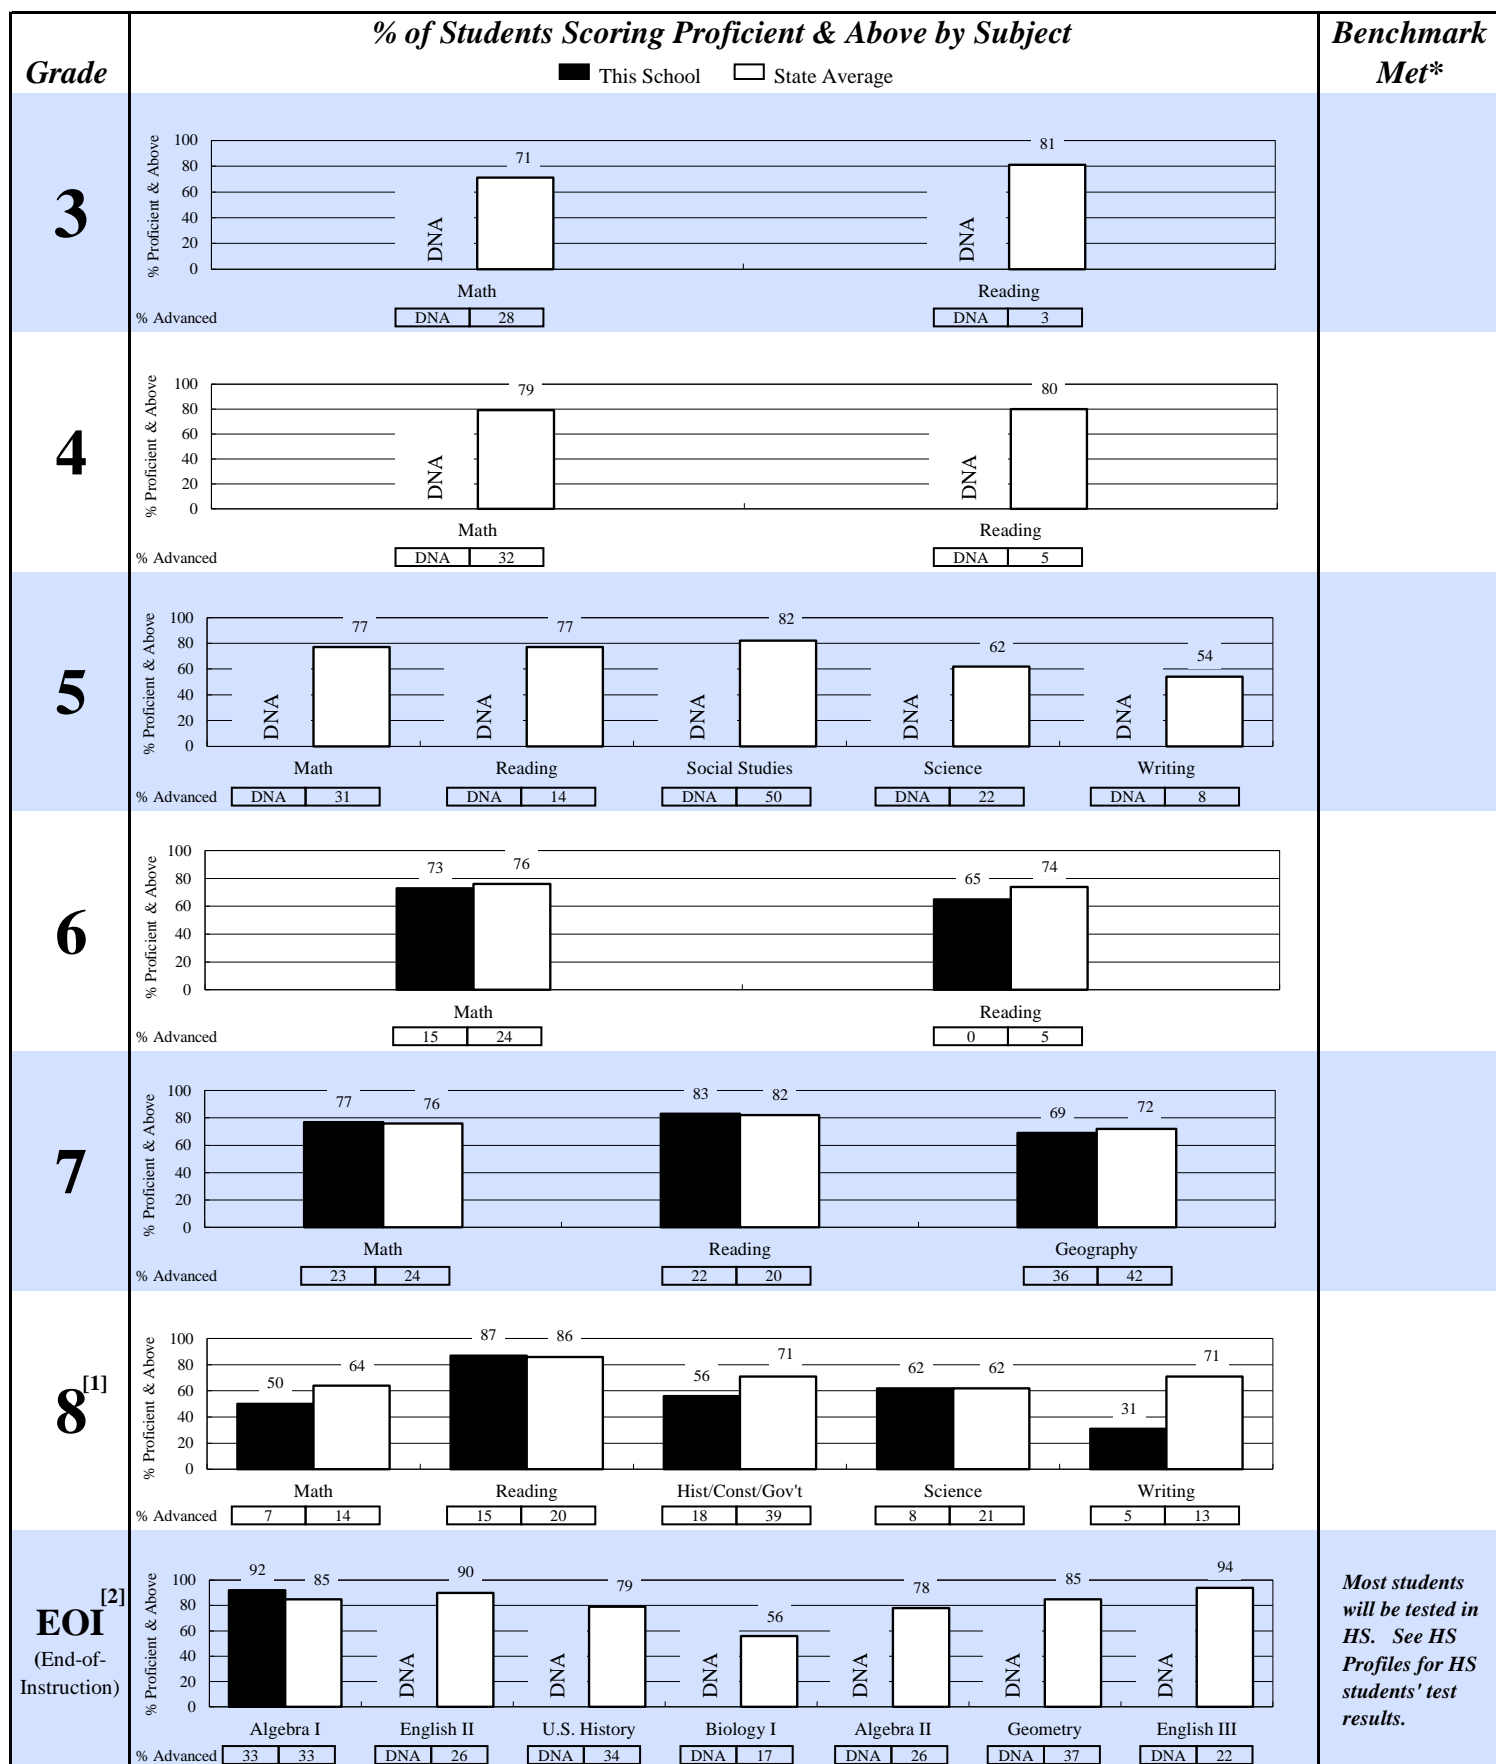 % of Students Scoring Proficient & Above by Subject
Benchmark
Met*
Grade
This School State Average
3
% Proficient & Above
100
80
60
40
20
0
DNA 71
DNA 81
Math Reading
% Advanced DNA 28 DNA 3
4
% Proficient & Above
100
80
60
40
20
0
DNA 79
DNA 80
Math Reading
% Advanced DNA 32 DNA 5
5
% Proficient & Above
100
80
60
40
20
0
DNA 77
DNA 77
DNA 82
DNA 62
DNA 54
Math Reading Social Studies Science Writing
% Advanced DNA 31 DNA 14 DNA 50 DNA 22 DNA 8
6
% Proficient & Above
100
80
60
40
20
0
73 76
65 74
Math Reading
% Advanced 15 24 0 5
7
% Proficient & Above
100
80
60
40
20
0
77 76
83 82
69 72
Math Reading Geography
% Advanced 23 24 22 20 36 42
8[1]
% Proficient & Above
100
80
60
40
20
0
50 64
87 86
56 71
62 62
31 71
Math Reading Hist/Const/Gov't Science Writing
% Advanced 7 14 15 20 18 39 8 21 5 13
EOI[2]
(End-of-
Instruction)
% Proficient & Above
100
80
60
40
20
0
92 85
DNA 90
DNA 79
DNA 56
DNA 78
DNA 85
DNA 94
Algebra I English II U.S. History Biology I Algebra II Geometry English III
% Advanced 33 33 DNA 26 DNA 34 DNA 17 DNA 26 DNA 37 DNA 22
Most students
will be tested in
HS. See HS
Profiles for HS
students' test
results.